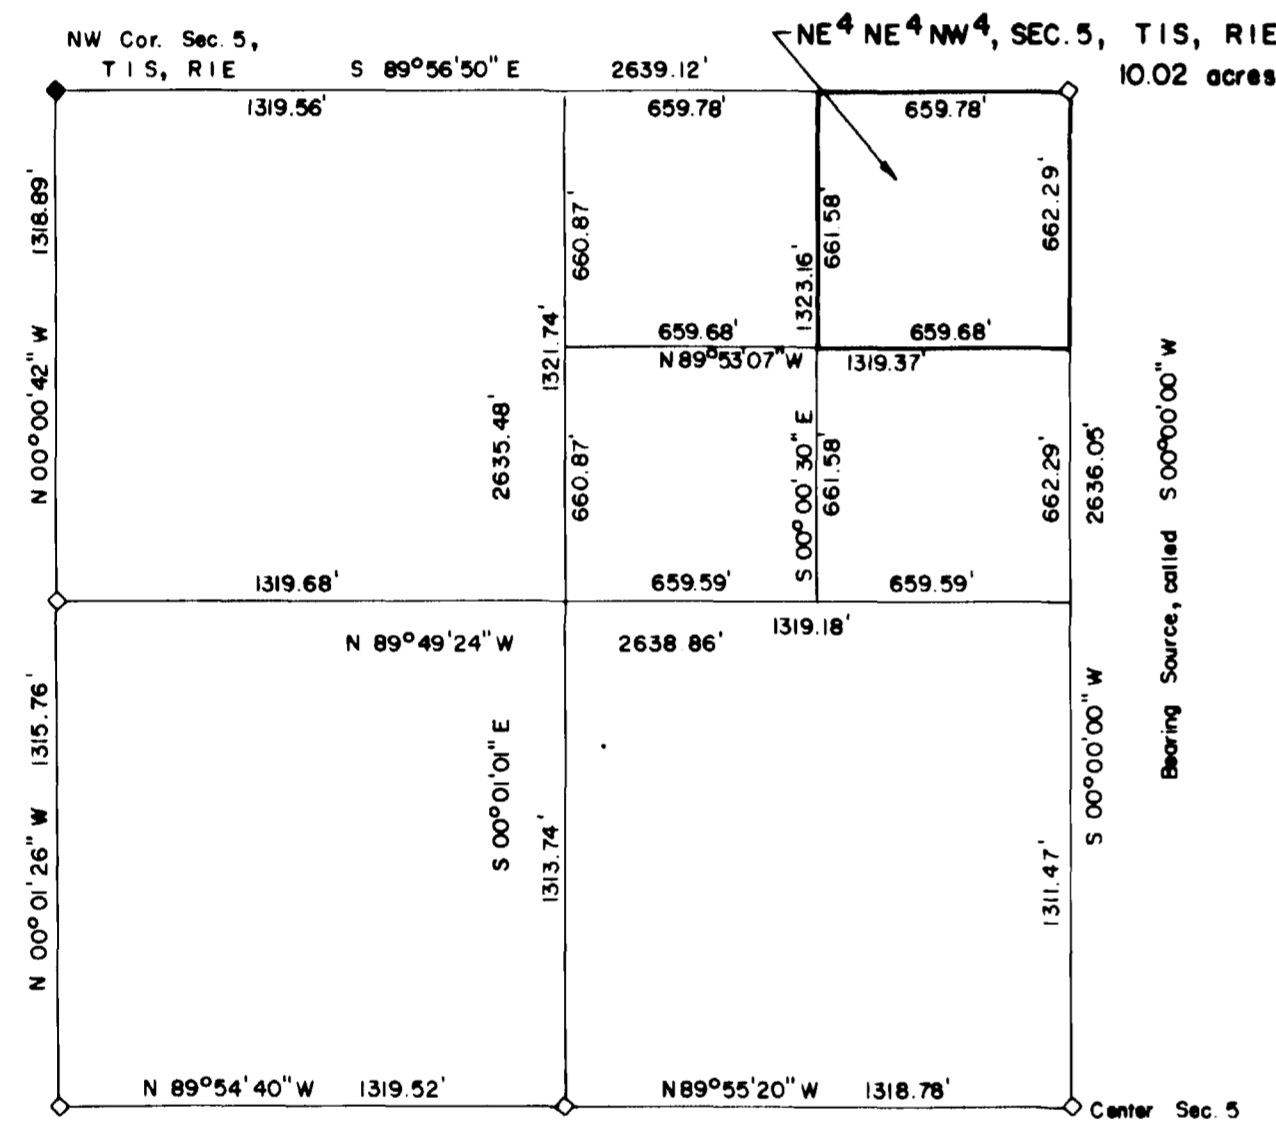 NW Cor. Sec. 5,
T I S, R I E
S 89°56'50" E 2639.12'
NE⁴ NE⁴ NW⁴, SEC. 5, T I S, R I E
10.02 acres
1319.56' 659.78' 659.78'
N 00°00'42" W 1318.89'
660.87'
1323.16'
661.58'
662.29'
1321.74'
659.68' 659.68'
N 89°53'07" W 1319.37'
2635.48'
660.87'
S 00°00'30" E
661.58'
662.29'
2636.05'
Bearing Source, called S 00°00'00" W
1319.68' 659.59' 659.59'
1319.18'
N 89°49'24" W 2638.86'
N 00°01'26" W 1315.76'
S 00°01'01" E
1313.74'
1311.47'
S 00°00'00" W
N 89°54'40" W 1319.52' N 89°55'20" W 1318.78'
Center Sec. 5